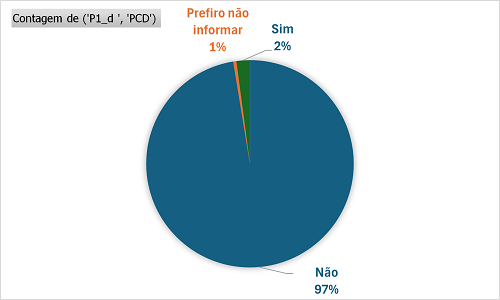 Contagem de ('P1_d ', 'PCD')
Prefiro não
informar
1%
Sim
2%
Não
97%